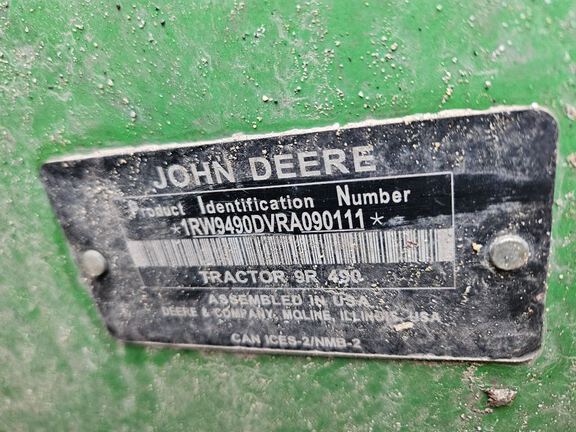 JOHN DEERE
Product Identification Number
*1RW9490DVRA090111*
TRACTOR 9R 490
ASSEMBLED IN USA
DEERE & COMPANY, MOLINE, ILLINOIS, USA
CAN ICES-2/NMB-2